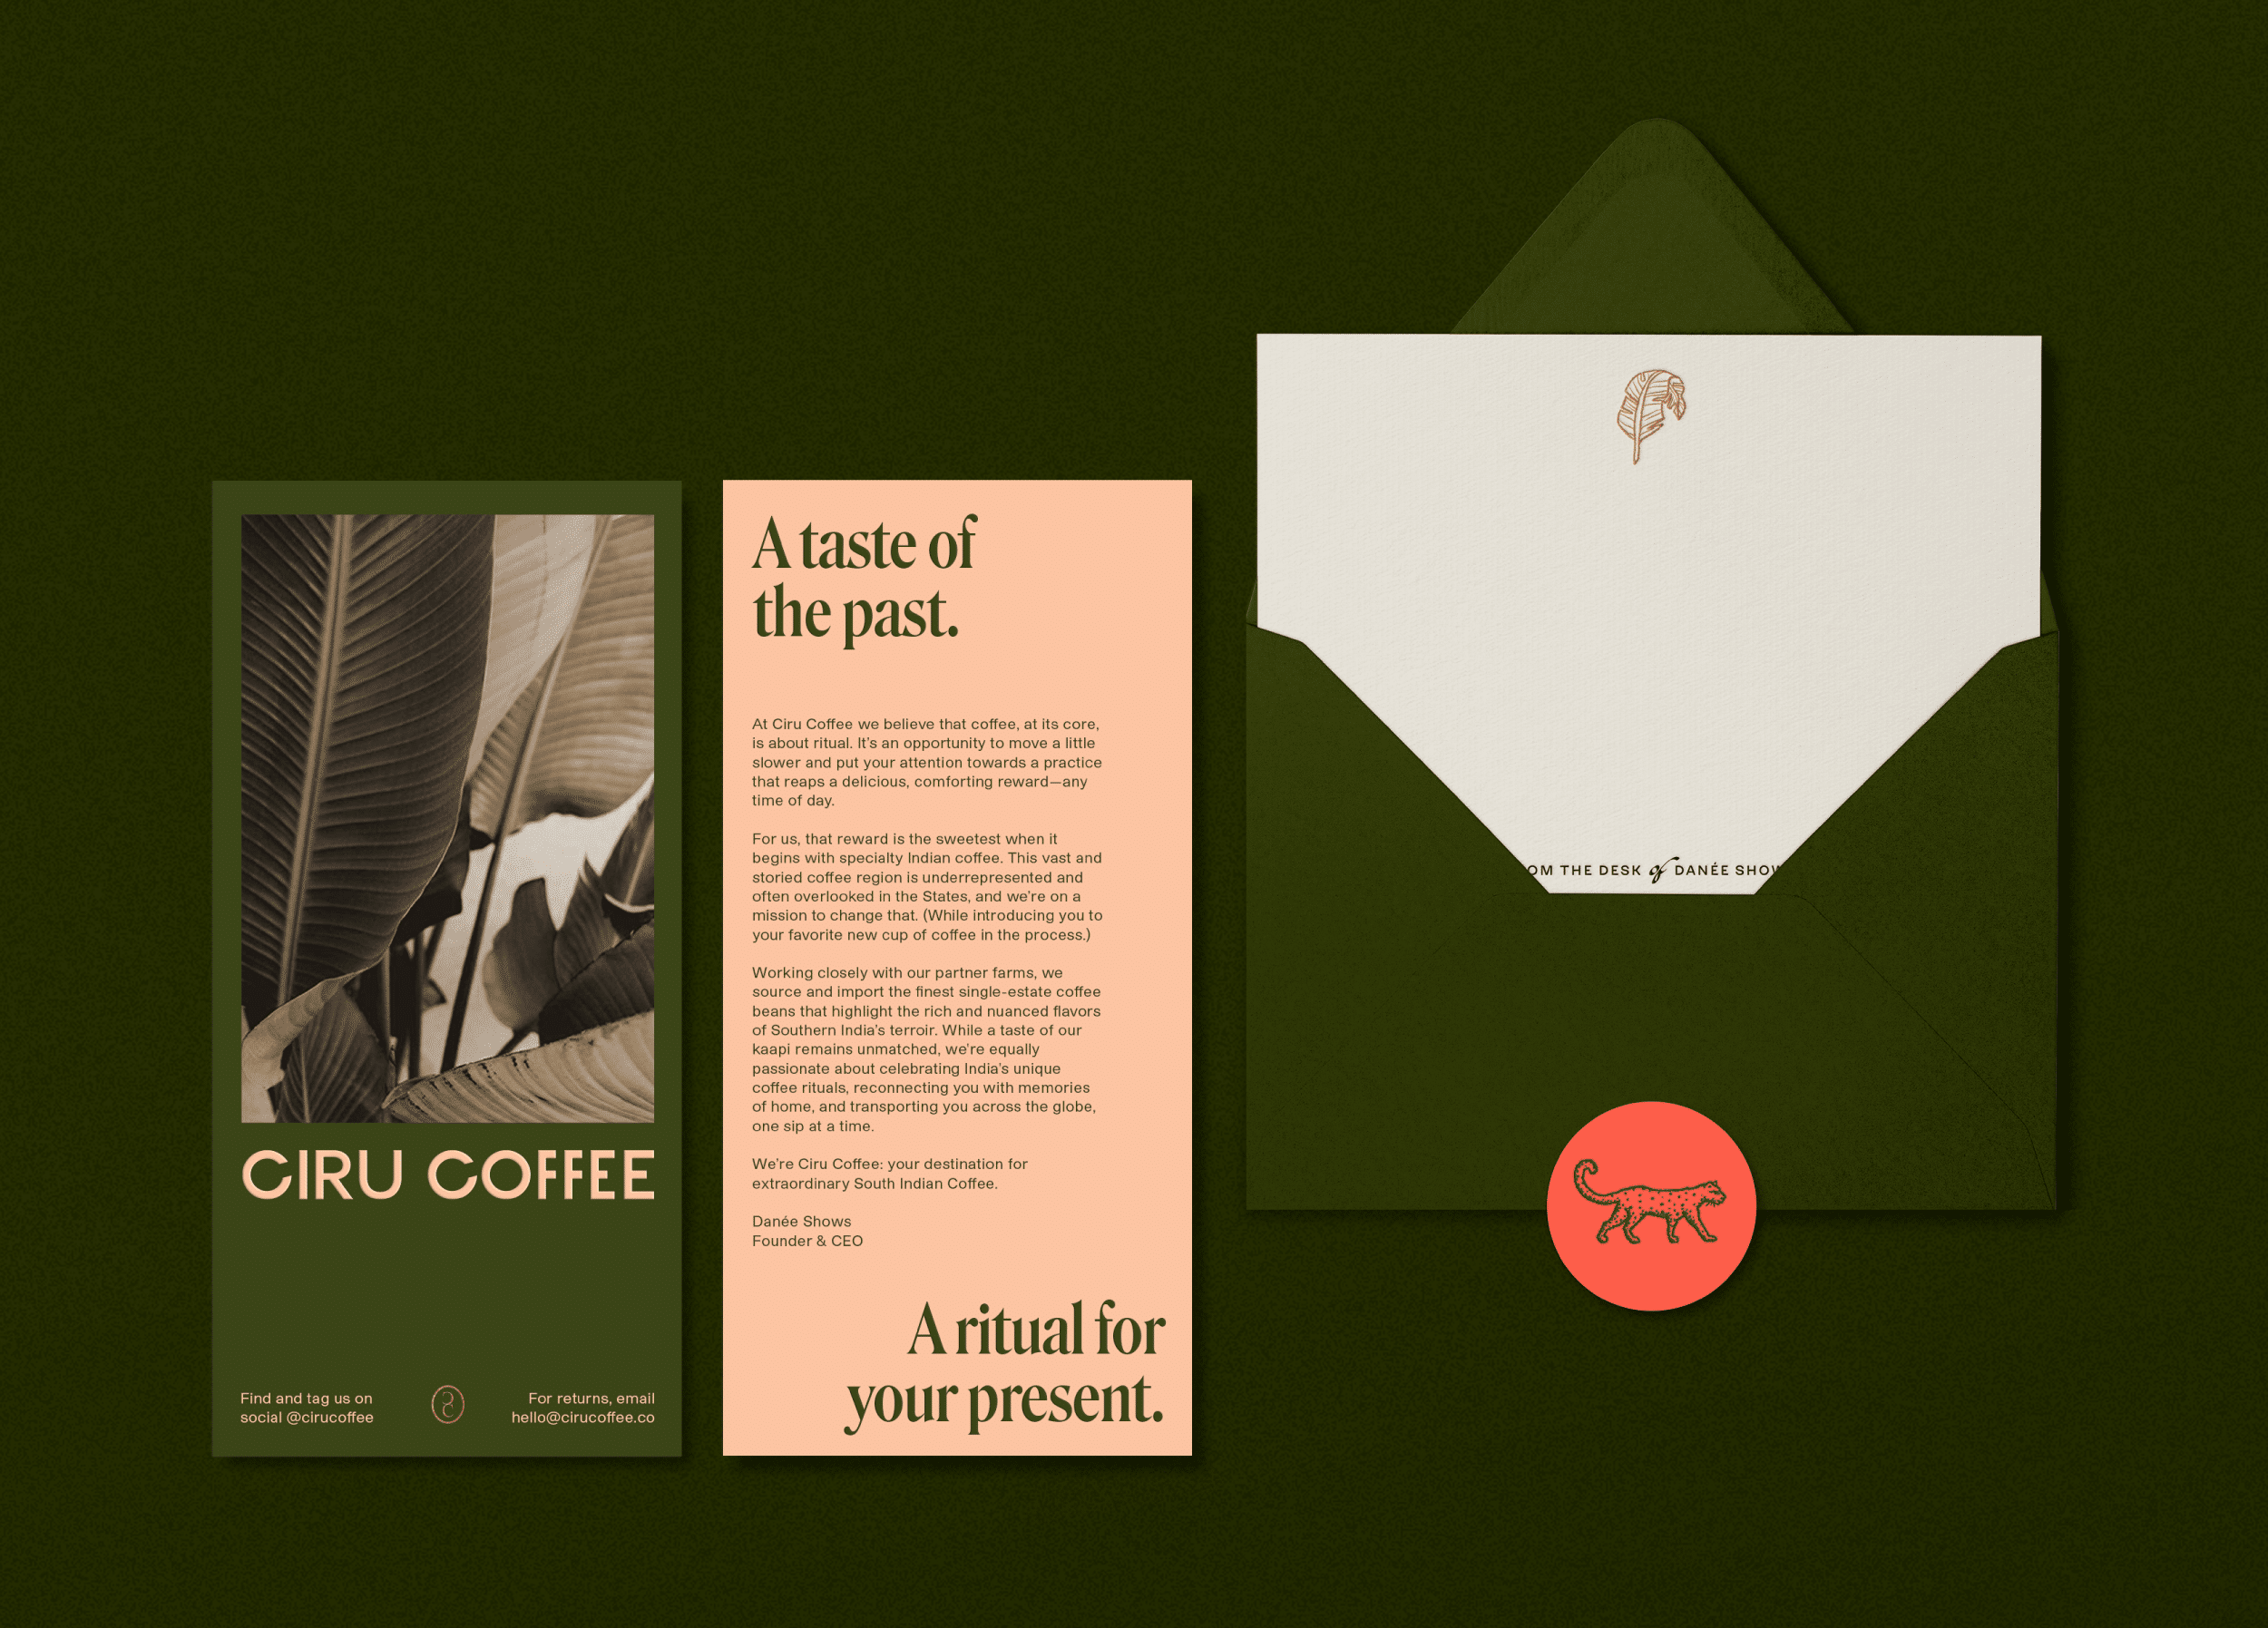 CIRU COFFEE
Find and tag us on
social @cirucoffee
For returns, email
hello@cirucoffee.co
A taste of
the past.
At Ciru Coffee we believe that coffee, at its core,
is about ritual. It’s an opportunity to move a little
slower and put your attention towards a practice
that reaps a delicious, comforting reward—any
time of day.
For us, that reward is the sweetest when it
begins with specialty Indian coffee. This vast and
storied coffee region is underrepresented and
often overlooked in the States, and we’re on a
mission to change that. (While introducing you to
your favorite new cup of coffee in the process.)
Working closely with our partner farms, we
source and import the finest single-estate coffee
beans that highlight the rich and nuanced flavors
of Southern India’s terroir. While a taste of our
kaapi remains unmatched, we’re equally
passionate about celebrating India’s unique
coffee rituals, reconnecting you with memories
of home, and transporting you across the globe,
one sip at a time.
We’re Ciru Coffee: your destination for
extraordinary South Indian Coffee.
Danée Shows
Founder & CEO
A ritual for
your present.
OM THE DESK of DANÉE SHOW